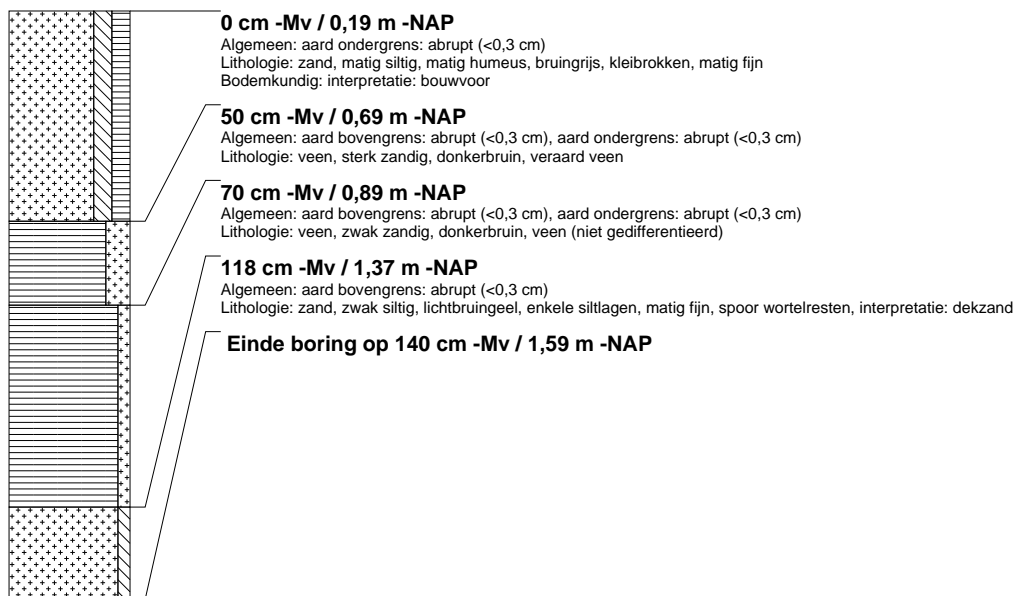 0 cm -Mv / 0,19 m -NAP
Algemeen: aard ondergrens: abrupt (<0,3 cm)
Lithologie: zand, matig siltig, matig humeus, bruingrijs, kleibrokken, matig fijn
Bodemkundig: interpretatie: bouwvoor
50 cm -Mv / 0,69 m -NAP
Algemeen: aard bovengrens: abrupt (<0,3 cm), aard ondergrens: abrupt (<0,3 cm)
Lithologie: veen, sterk zandig, donkerbruin, veraard veen
70 cm -Mv / 0,89 m -NAP
Algemeen: aard bovengrens: abrupt (<0,3 cm), aard ondergrens: abrupt (<0,3 cm)
Lithologie: veen, zwak zandig, donkerbruin, veen (niet gedifferentieerd)
118 cm -Mv / 1,37 m -NAP
Algemeen: aard bovengrens: abrupt (<0,3 cm)
Lithologie: zand, zwak siltig, lichtbruingeel, enkele siltlagen, matig fijn, spoor wortelresten, interpretatie: dekzand
Einde boring op 140 cm -Mv / 1,59 m -NAP